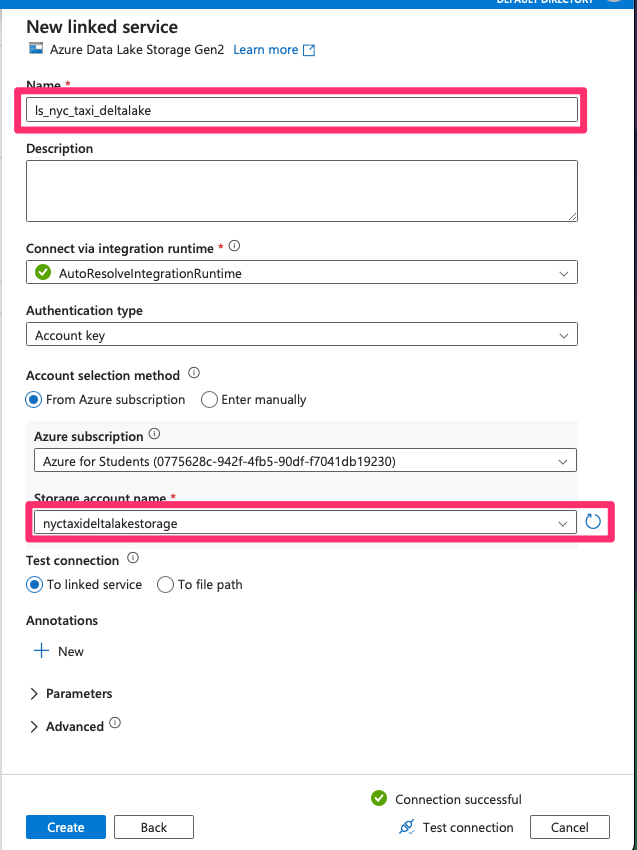 DEFAULT DIRECTORY
New linked service
Azure Data Lake Storage Gen2 Learn more
Name *
ls_nyc_taxi_deltalake
Description
Connect via integration runtime *
AutoResolveIntegrationRuntime
Authentication type
Account key
Account selection method
From Azure subscription Enter manually
Azure subscription
Azure for Students (0775628c-942f-4fb5-90df-f7041db19230)
Storage account name *
nyctaxideltalakestorage
Test connection
To linked service To file path
Annotations
New
Parameters
Advanced
Connection successful
Create Back Test connection Cancel